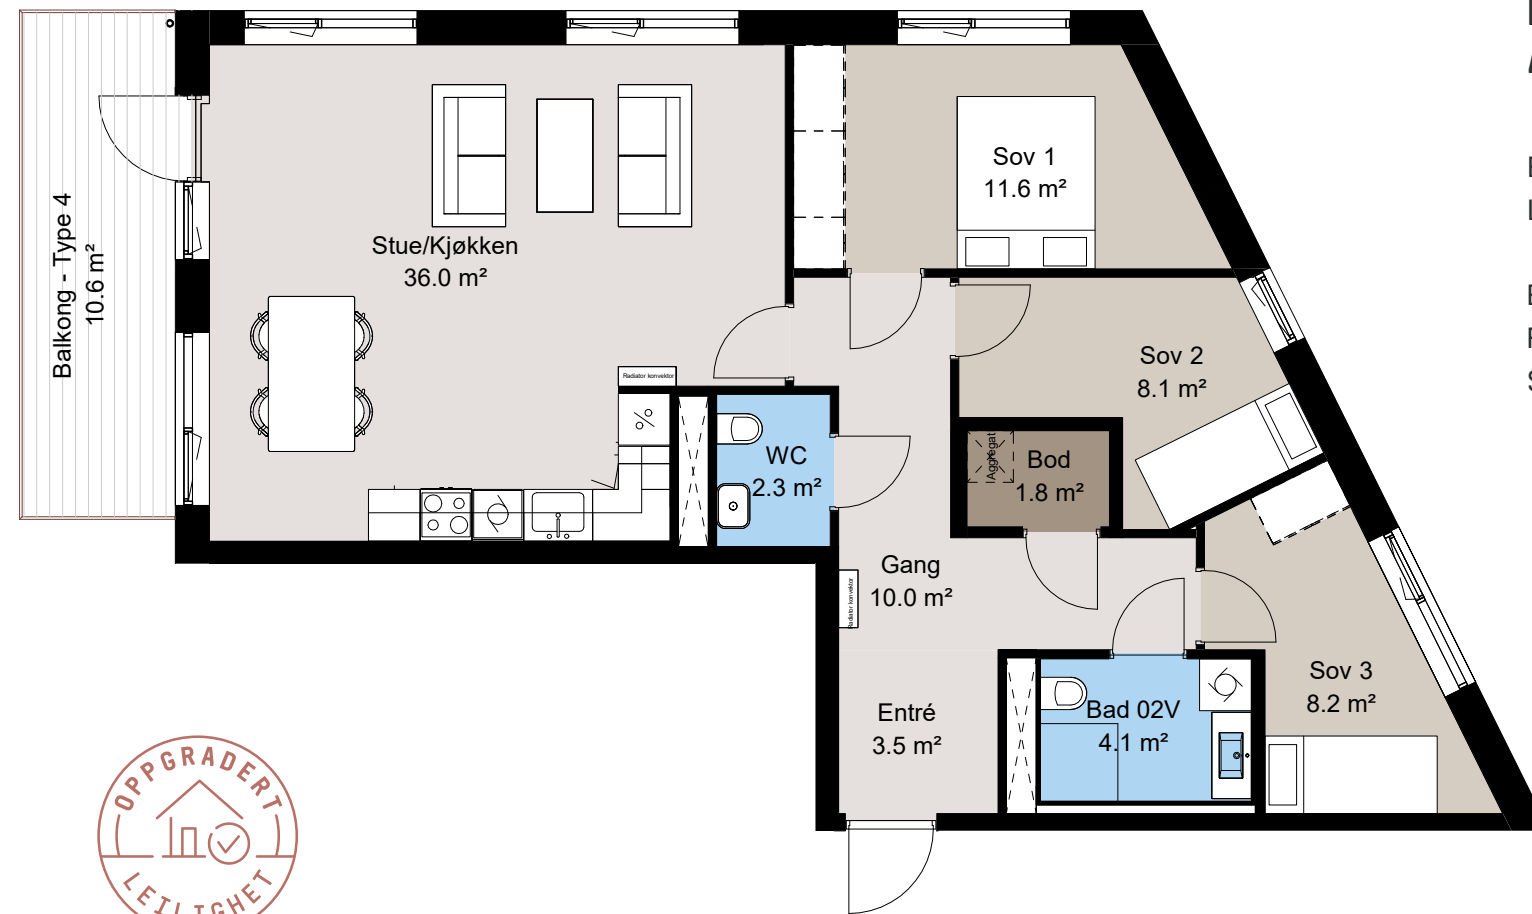 Balkong - Type 4
10.6 m²
Stue/Kjøkken
36.0 m²
Radiator konvektor
Sov 1
11.6 m²
Sov 2
8.1 m²
WC
2.3 m²
Aggregat
Bod
1.8 m²
Gang
10.0 m²
Radiator konvektor
Sov 3
8.2 m²
Entré
3.5 m²
Bad 02V
4.1 m²
OPPGRADERT
LEILIGHET